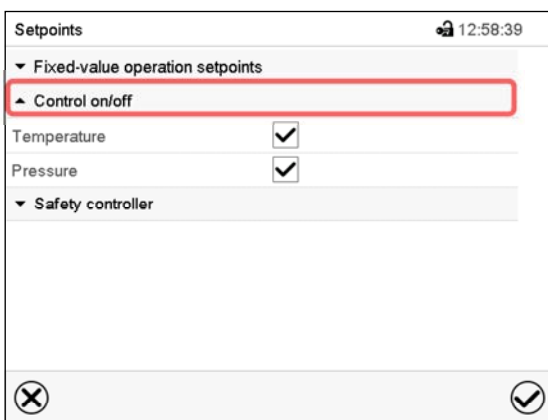 Setpoints 12:58:39
Fixed-value operation setpoints
Control on/off
Temperature
Pressure
Safety controller